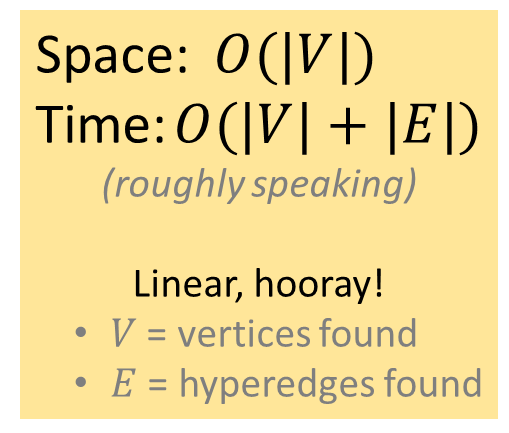 Space: O(|V|)
Time: O(|V| + |E|)
(roughly speaking)
Linear, hooray!
• V = vertices found
• E = hyperedges found